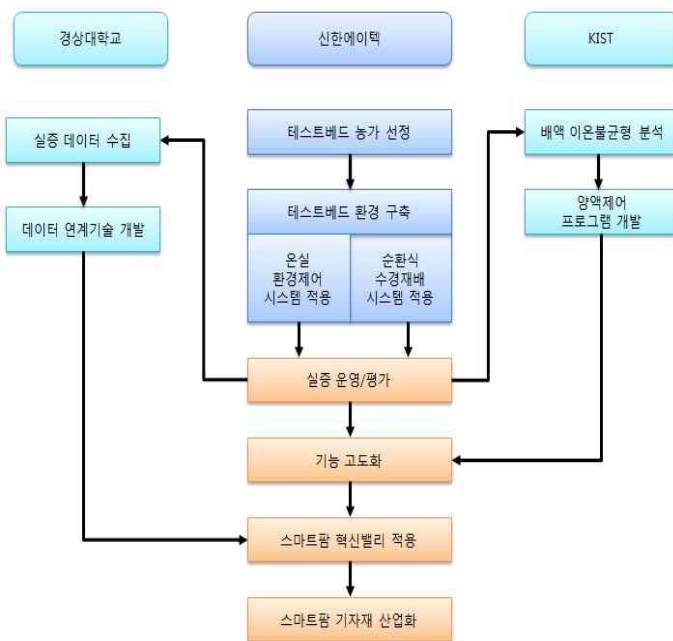 경상대학교
신한에이텍
KIST
실증 데이터 수집
데이터 연계기술 개발
테스트베드 농가 선정
테스트베드 환경 구축
온실
환경제어
시스템 적용
순환식
수경재배
시스템 적용
배액 이온불균형 분석
양액제어
프로그램 개발
실증 운영/평가
기능 고도화
스마트팜 혁신밸리 적용
스마트팜 기자재 산업화